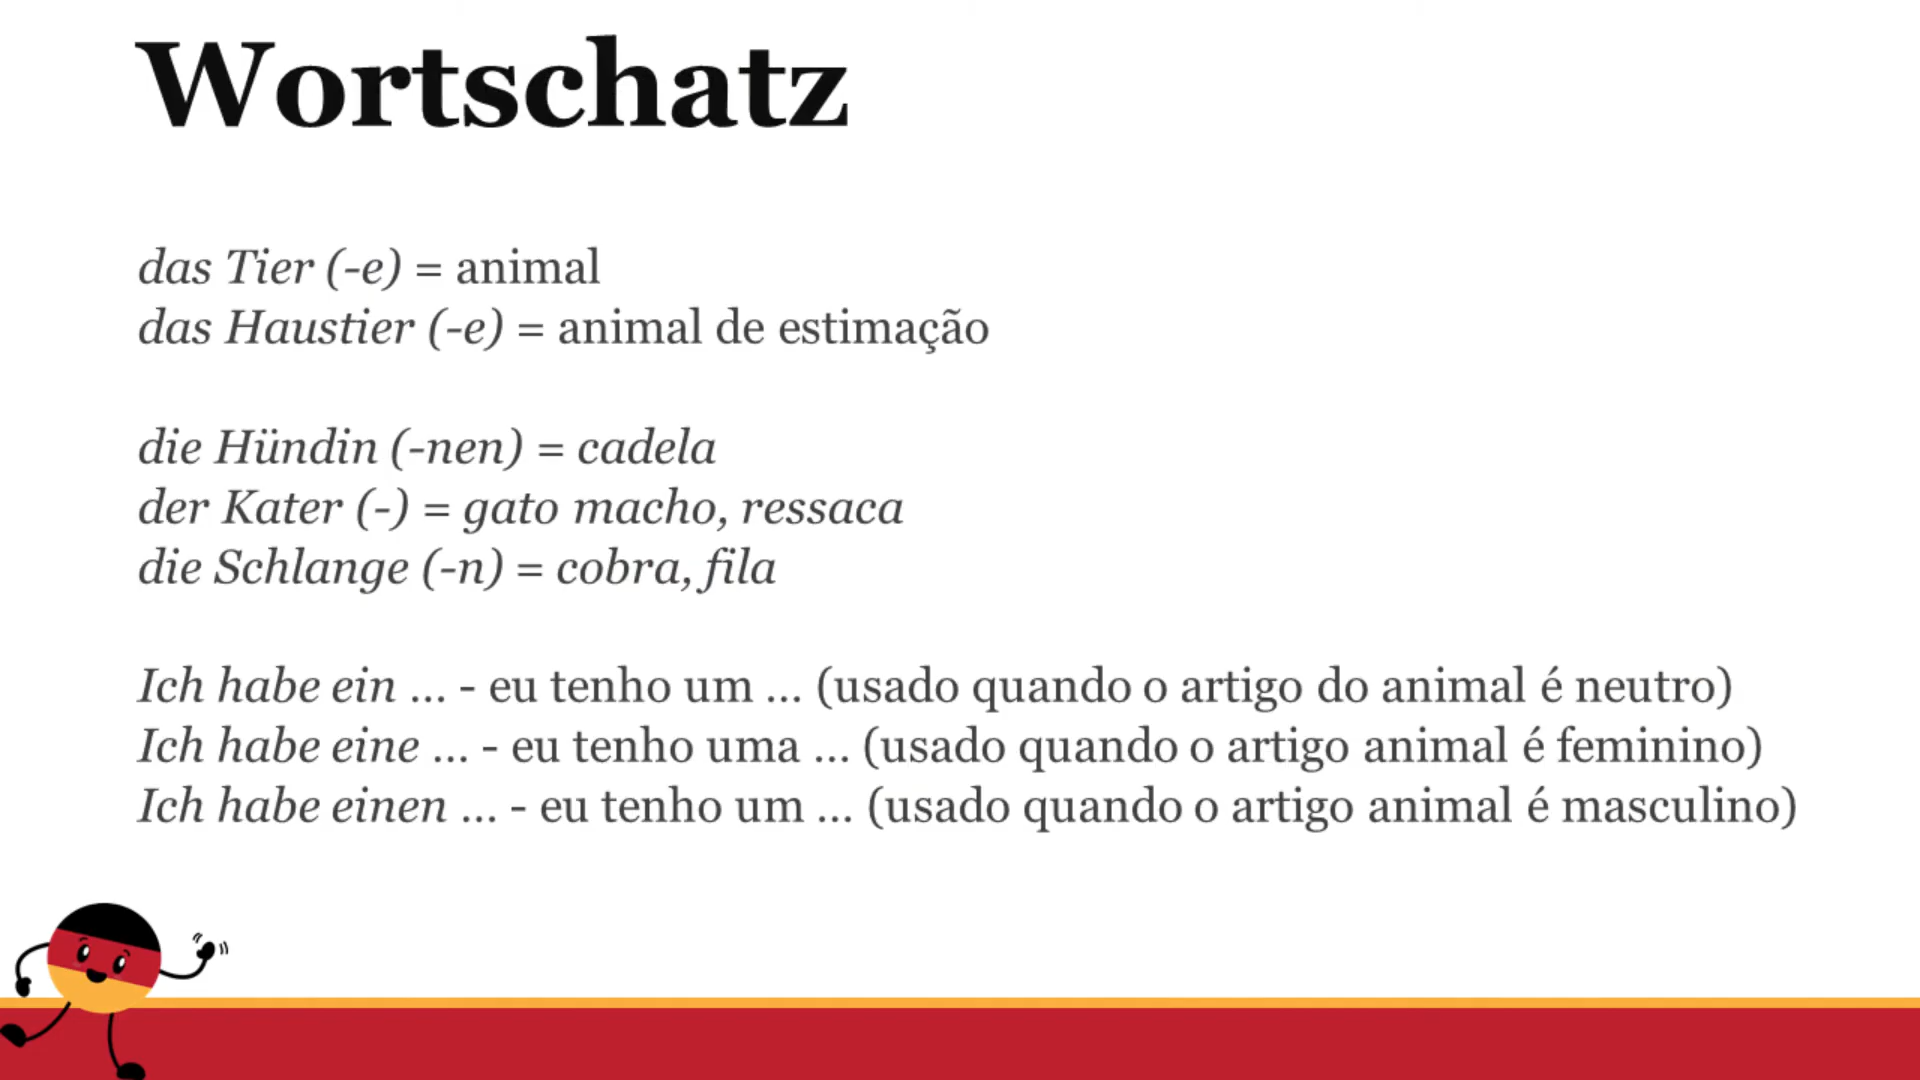 Wortschatz
das Tier (-e) = animal
das Haustier (-e) = animal de estimação
die Hündin (-nen) = cadela
der Kater (-) = gato macho, ressaca
die Schlange (-n) = cobra, fila
Ich habe ein ... - eu tenho um ... (usado quando o artigo do animal é neutro)
Ich habe eine ... - eu tenho uma ... (usado quando o artigo animal é feminino)
Ich habe einen ... - eu tenho um ... (usado quando o artigo animal é masculino)